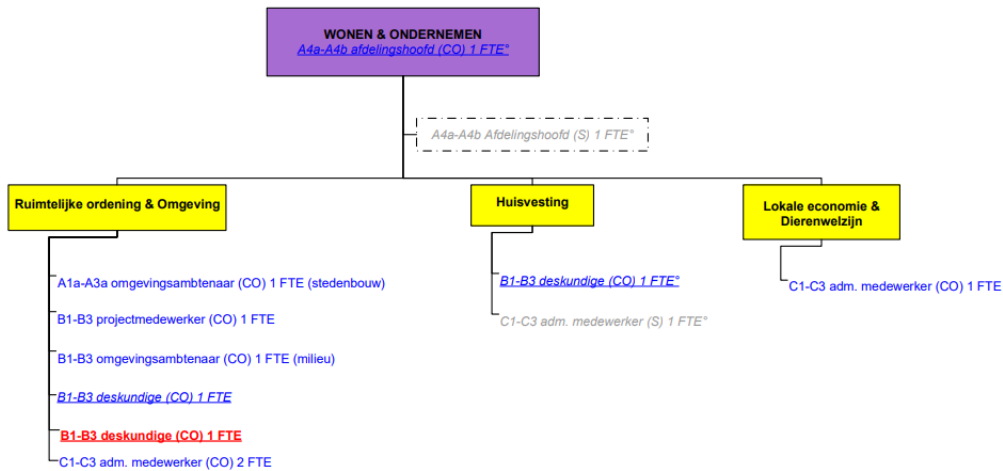 WONEN & ONDERNEMEN
A4a-A4b afdelingshoofd (CO) 1 FTE°
A4a-A4b Afdelingshoofd (S) 1 FTE°
Ruimtelijke ordening & Omgeving
A1a-A3a omgevingsambtenaar (CO) 1 FTE (stedenbouw)
B1-B3 projectmedewerker (CO) 1 FTE
B1-B3 omgevingsambtenaar (CO) 1 FTE (milieu)
B1-B3 deskundige (CO) 1 FTE
B1-B3 deskundige (CO) 1 FTE
C1-C3 adm. medewerker (CO) 2 FTE
Huisvesting
B1-B3 deskundige (CO) 1 FTE°
C1-C3 adm. medewerker (S) 1 FTE°
Lokale economie &
Dierenwelzijn
C1-C3 adm. medewerker (CO) 1 FTE